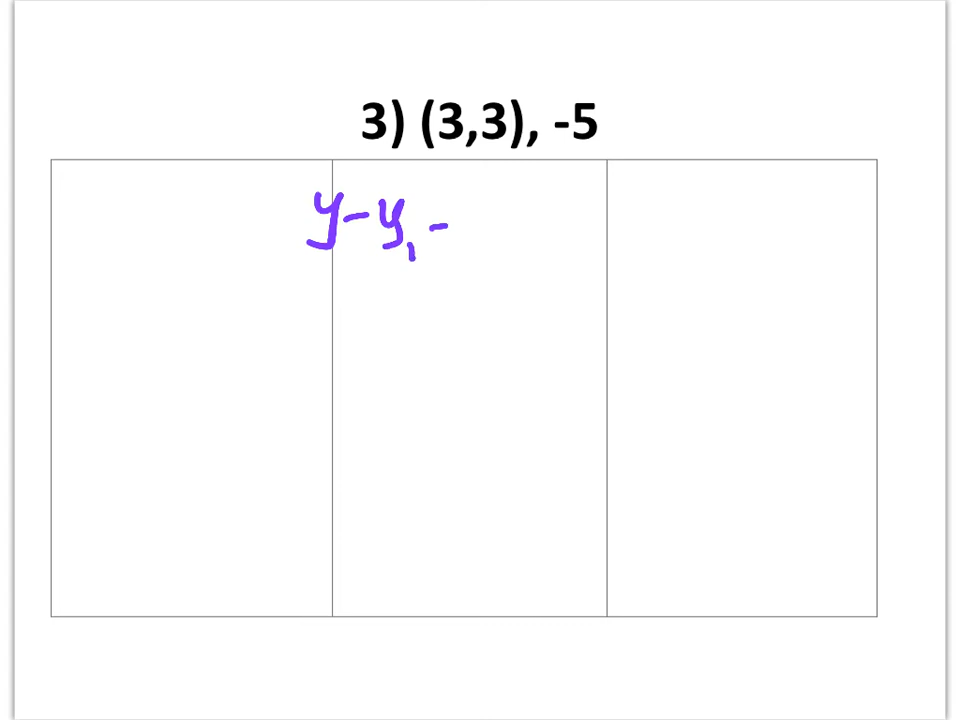 3) (3,3), -5
y - y₁ -